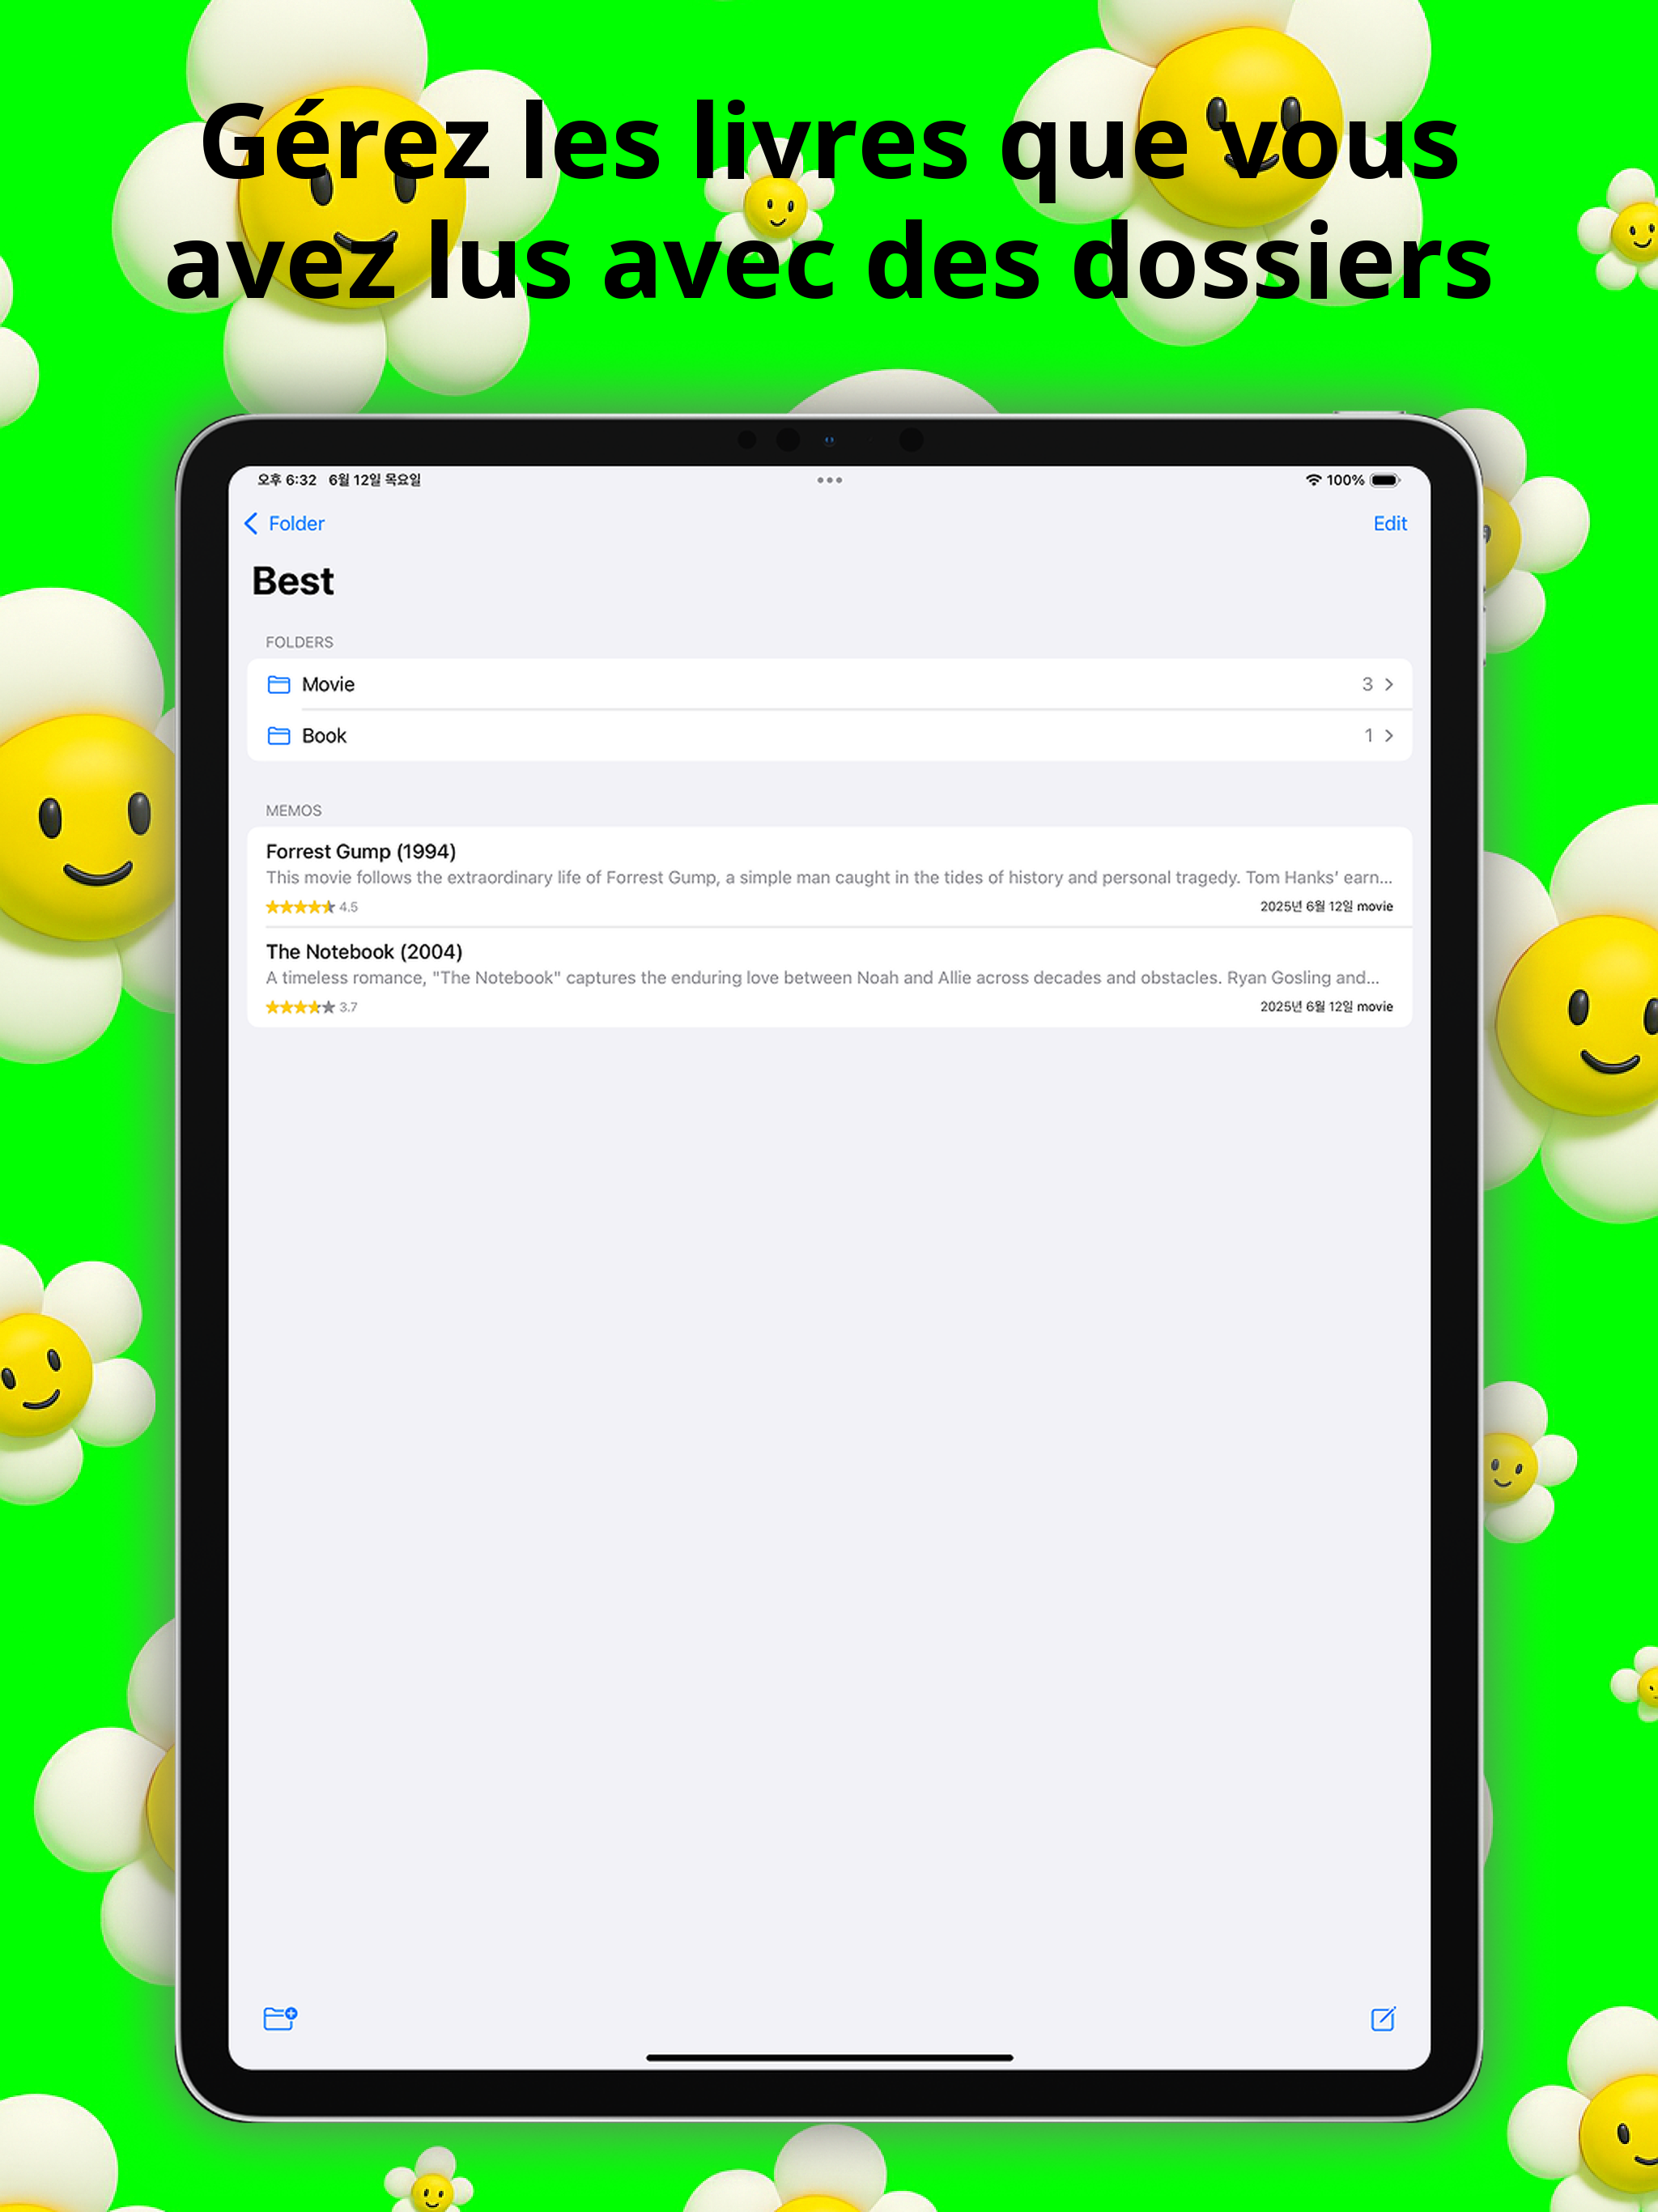 Gérez les livres que vous
avez lus avec des dossiers
오후 6:32 6월 12일 목요일
100%
Folder
Edit
Best
FOLDERS
Movie 3
Book 1
MEMOS
Forrest Gump (1994)
This movie follows the extraordinary life of Forrest Gump, a simple man caught in the tides of history and personal tragedy. Tom Hanks' earn...
4.5 2025년 6월 12일 movie
The Notebook (2004)
A timeless romance, "The Notebook" captures the enduring love between Noah and Allie across decades and obstacles. Ryan Gosling and...
3.7 2025년 6월 12일 movie